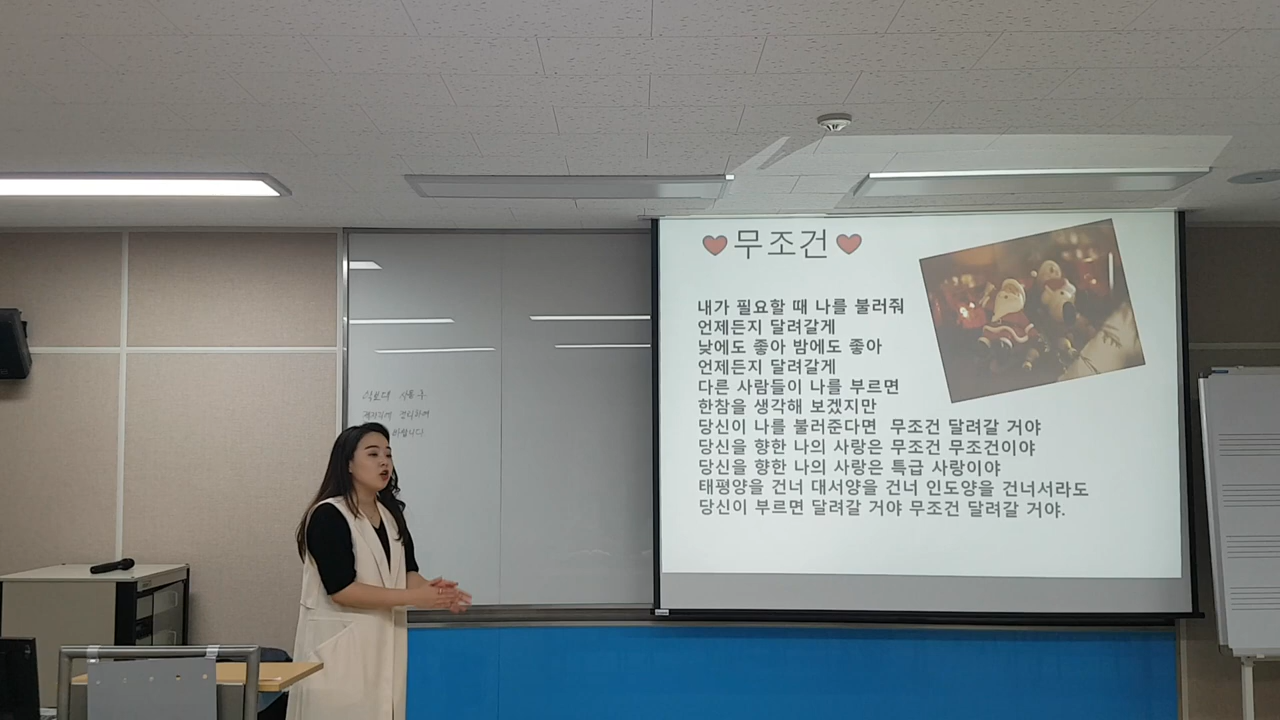 무조건
내가 필요할 때 나를 불러줘
언제든지 달려갈게
낮에도 좋아 밤에도 좋아
언제든지 달려갈게
다른 사람들이 나를 부르면
한참을 생각해 보겠지만
당신이 나를 불러준다면 무조건 달려갈 거야
당신을 향한 나의 사랑은 무조건 무조건이야
당신을 향한 나의 사랑은 특급 사랑이야
태평양을 건너 대서양을 건너 인도양을 건너서라도
당신이 부르면 달려갈 거야 무조건 달려갈 거야.
바랍니다